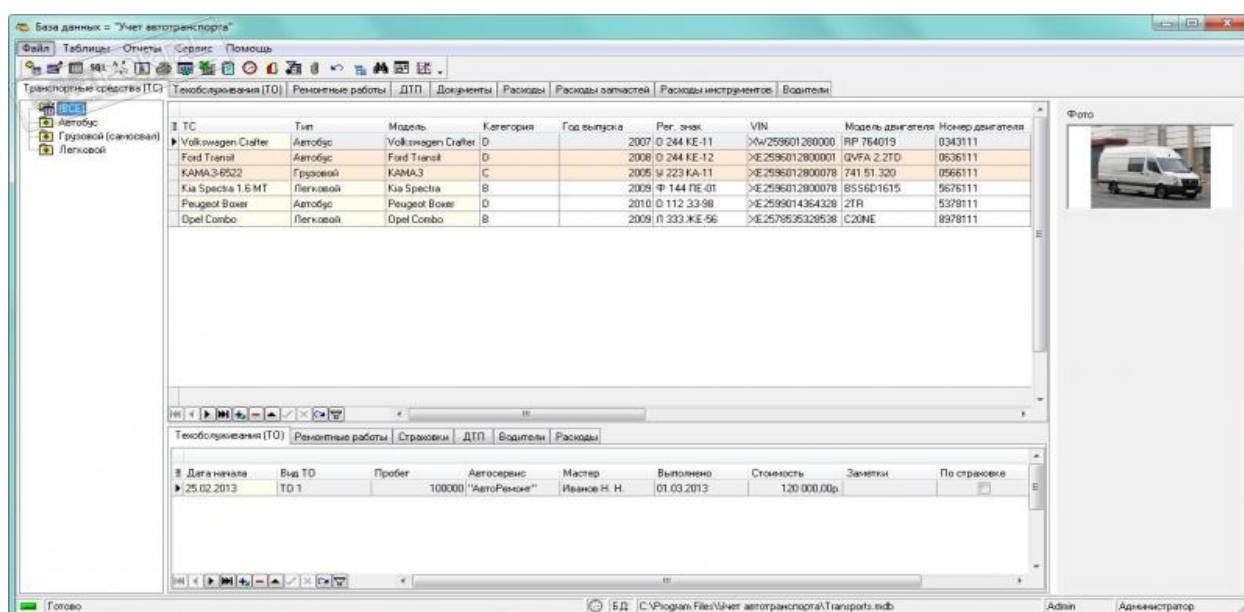 База данных = "Учет автотранспорта"
Файл Таблицы Отчеты Сервис Помощь
SQL
Транспортные средства (ТС) Техобслуживания (ТО) Ремонтные работы ДТП Документы Расходы Расходы запчастей Расходы инструментов Водители
(ВСЕ)
Автобус
Грузовой (самосвал)
Легковой
Фото
ТС Тип Модель Категория Год выпуска Рег. знак VIN Модель двигателя Номер двигателя
Volkswagen Crafter Автобус Volkswagen Crafter D 2007 О 244 КЕ-11 XW259601280000 RP 764019 0343111
Ford Transit Автобус Ford Transit D 2008 О 244 КЕ-12 XE2596012800001 QVFA 2.2TD 0636111
КАМАЗ-6522 Грузовой КАМАЗ C 2005 У 223 КА-11 XE2596012800078 741.51.320 0566111
Kia Spectra 1.6 MT Легковой Kia Spectra B 2009 Ф 144 ПЕ-01 XE2596012800078 BSS6D1615 5676111
Peugeot Boxer Автобус Peugeot Boxer D 2010 О 112 33-98 XE2599014364328 2TR 5378111
Opel Combo Легковой Opel Combo B 2009 Л 333 ЖЕ-56 XE2578535328538 C20NE 8978111
Техобслуживания (ТО) Ремонтные работы Страховки ДТП Водители Расходы
Дата начала Вид ТО Пробег Автосервис Мастер Выполнено Стоимость Заметки По страховке
25.02.2013 ТО 1 100000 "АвтоРемонт" Иванов Н. Н. 01.03.2013 120 000,00р.
Готово БД: C:\Program Files\Учет автотранспорта\Transports.mdb Admin Администратор